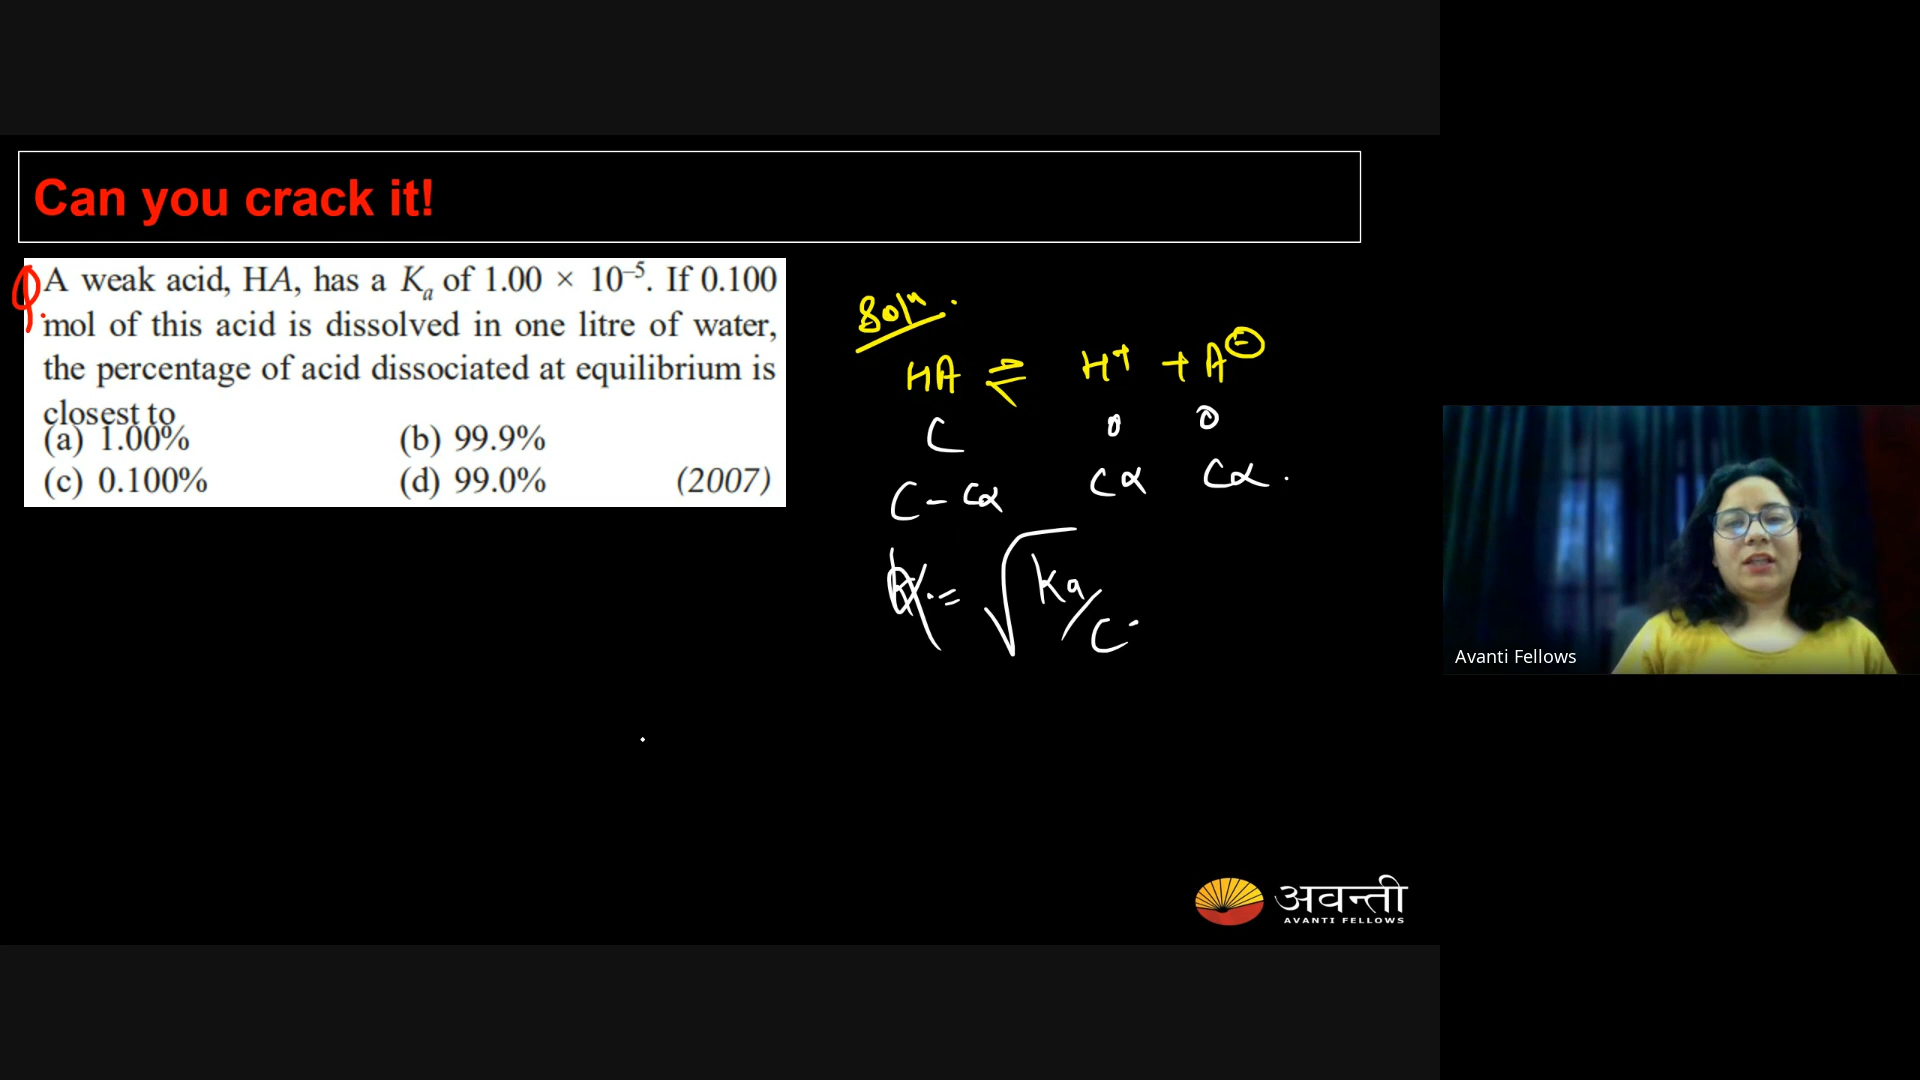 Can you crack it!
Q. A weak acid, HA, has a Kₐ of 1.00 × 10⁻⁵. If 0.100
mol of this acid is dissolved in one litre of water,
the percentage of acid dissociated at equilibrium is
closest to
(a) 1.00% (b) 99.9%
(c) 0.100% (d) 99.0% (2007)
Soln.
HA ⇌ H⁺ + A⊖
C 0 0
C - Cα Cα Cα.
= √Ka/C
Avanti Fellows
अवन्ती
AVANTI FELLOWS